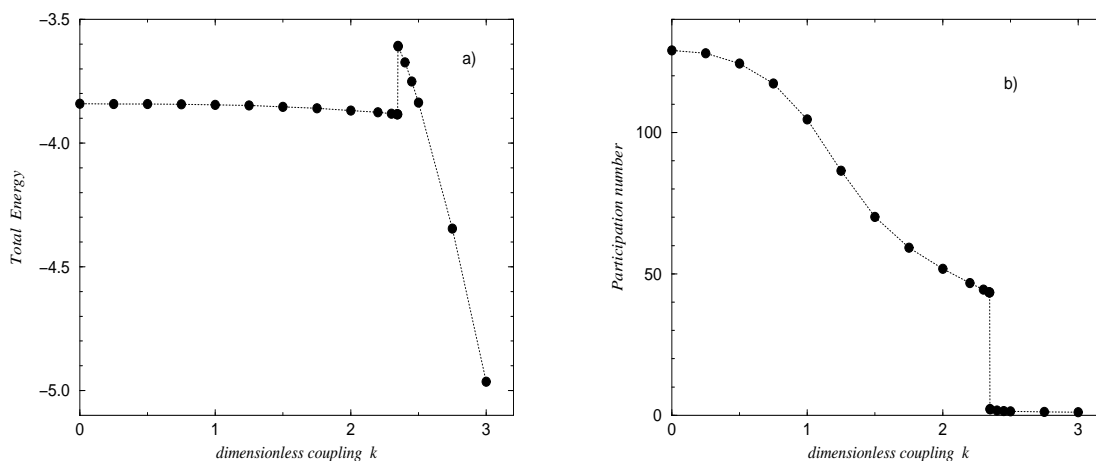 −3.5
−4.0
−4.5
−5.0
Total Energy
a)
0
1
2
3
dimensionless coupling k
100
50
0
Participation number
b)
0
1
2
3
dimensionless coupling k